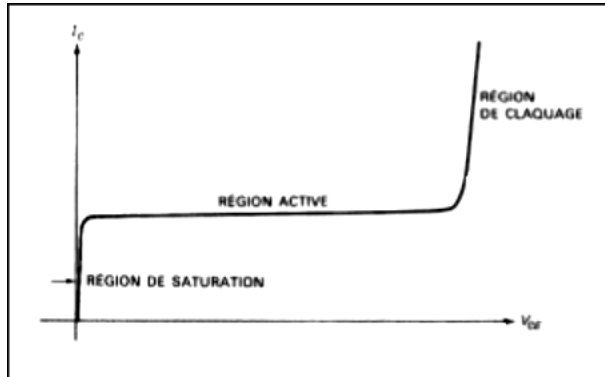 I_C
RÉGION
DE CLAQUAGE
RÉGION ACTIVE
RÉGION DE SATURATION
V_CE